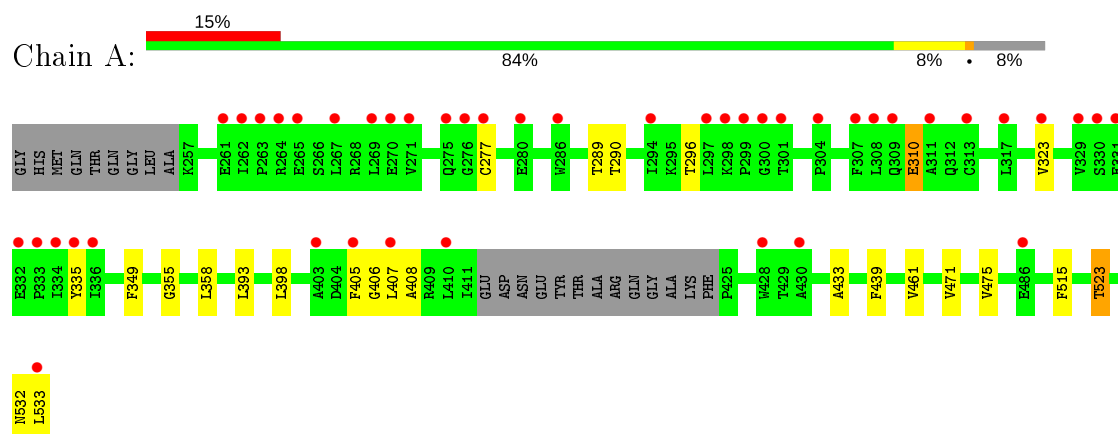 15%
Chain A:
84% 8% • 8%
GLY HIS MET GLN THR GLN GLY LEU ALA K257 E261 I262 P263 R264 E265 S266 L267 R268 L269 E270 V271 Q275 G276 C277 E280 W286 T289 T290 I294 K295 T296 L297 K298 P299 G300 T301 P304 F307 L308 Q309 E310 A311 Q312 C313 L317 V323 V329 S330 E331
E332 P333 I334 Y335 I336 F349 G355 L358 L393 L398 A403 D404 F405 G406 L407 A408 R409 L410 I411 GLU ASP ASN GLU TYR THR ALA ARG GLN GLY ALA LYS PHE P425 W428 T429 A430 A433 F439 V461 V471 V475 E486 F515 T523
N532 L533